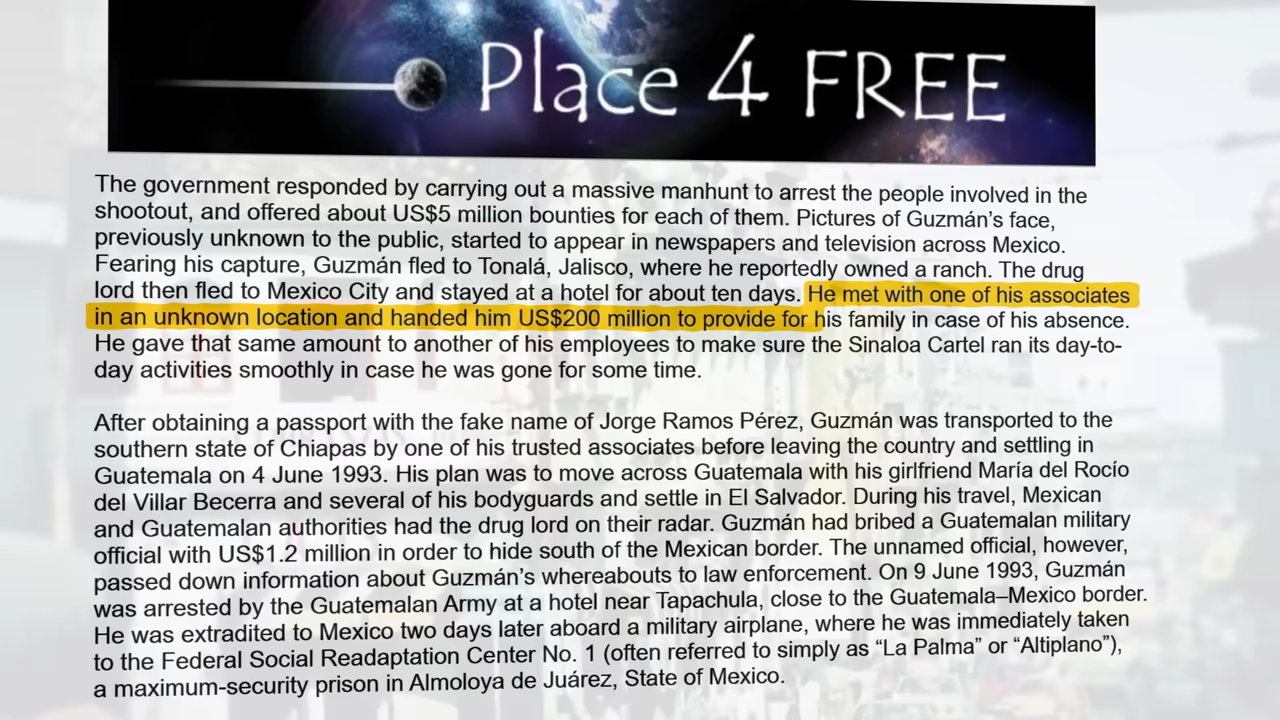 Place 4 FREE
The government responded by carrying out a massive manhunt to arrest the people involved in the
shootout, and offered about US$5 million bounties for each of them. Pictures of Guzmán's face,
previously unknown to the public, started to appear in newspapers and television across Mexico.
Fearing his capture, Guzmán fled to Tonalá, Jalisco, where he reportedly owned a ranch. The drug
lord then fled to Mexico City and stayed at a hotel for about ten days. He met with one of his associates
in an unknown location and handed him US$200 million to provide for his family in case of his absence.
He gave that same amount to another of his employees to make sure the Sinaloa Cartel ran its day-to-
day activities smoothly in case he was gone for some time.
After obtaining a passport with the fake name of Jorge Ramos Pérez, Guzmán was transported to the
southern state of Chiapas by one of his trusted associates before leaving the country and settling in
Guatemala on 4 June 1993. His plan was to move across Guatemala with his girlfriend María del Rocío
del Villar Becerra and several of his bodyguards and settle in El Salvador. During his travel, Mexican
and Guatemalan authorities had the drug lord on their radar. Guzmán had bribed a Guatemalan military
official with US$1.2 million in order to hide south of the Mexican border. The unnamed official, however,
passed down information about Guzmán's whereabouts to law enforcement. On 9 June 1993, Guzmán
was arrested by the Guatemalan Army at a hotel near Tapachula, close to the Guatemala–Mexico border.
He was extradited to Mexico two days later aboard a military airplane, where he was immediately taken
to the Federal Social Readaptation Center No. 1 (often referred to simply as “La Palma” or “Altiplano”),
a maximum-security prison in Almoloya de Juárez, State of Mexico.